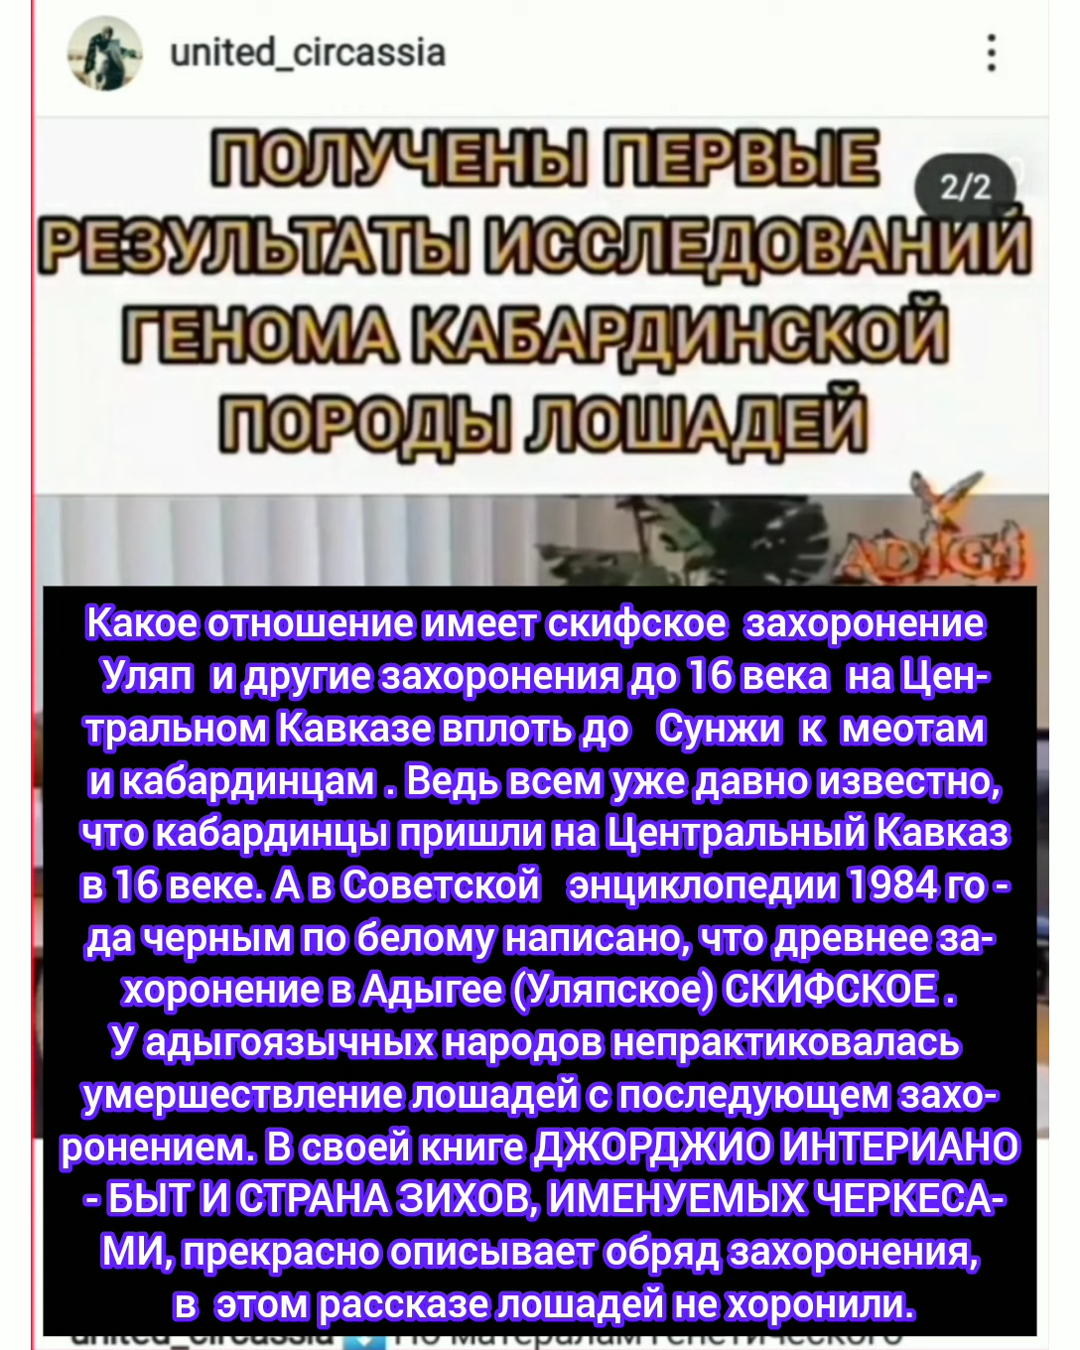 united_circassia
ПОЛУЧЕНЫ ПЕРВЫЕ
2/2
РЕЗУЛЬТАТЫ ИССЛЕДОВАНИЙ
ГЕНОМА КАБАРДИНСКОЙ
ПОРОДЫ ЛОШАДЕЙ
ADIGI
Какое отношение имеет скифское захоронение
Уляп и другие захоронения до 16 века на Цен-
тральном Кавказе вплоть до Сунжи к меотам
и кабардинцам . Ведь всем уже давно известно,
что кабардинцы пришли на Центральный Кавказ
в 16 веке. А в Советской энциклопедии 1984 го -
да черным по белому написано, что древнее за-
хоронение в Адыгее (Уляпское) СКИФСКОЕ .
У адыгоязычных народов непрактиковалась
умершествление лошадей с последующем захо-
ронением. В своей книге ДЖОРДЖИО ИНТЕРИАНО
- БЫТ И СТРАНА ЗИХОВ, ИМЕНУЕМЫХ ЧЕРКЕСА-
МИ, прекрасно описывает обряд захоронения,
в этом рассказе лошадей не хоронили.